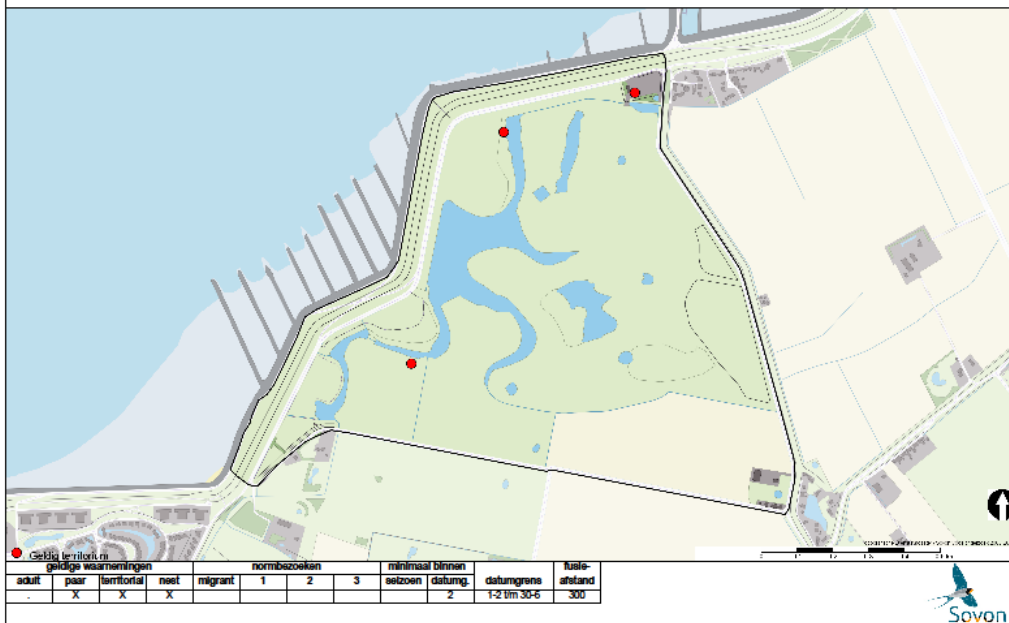 Geldig territorium
geldige waarnemingen normbezoeken minimaal binnen fusie-
adult paar territorial nest migrant 1 2 3 seizoen datumg. datumgrens afstand
. X X X 2 1-2 t/m 30-6 300
Sovon